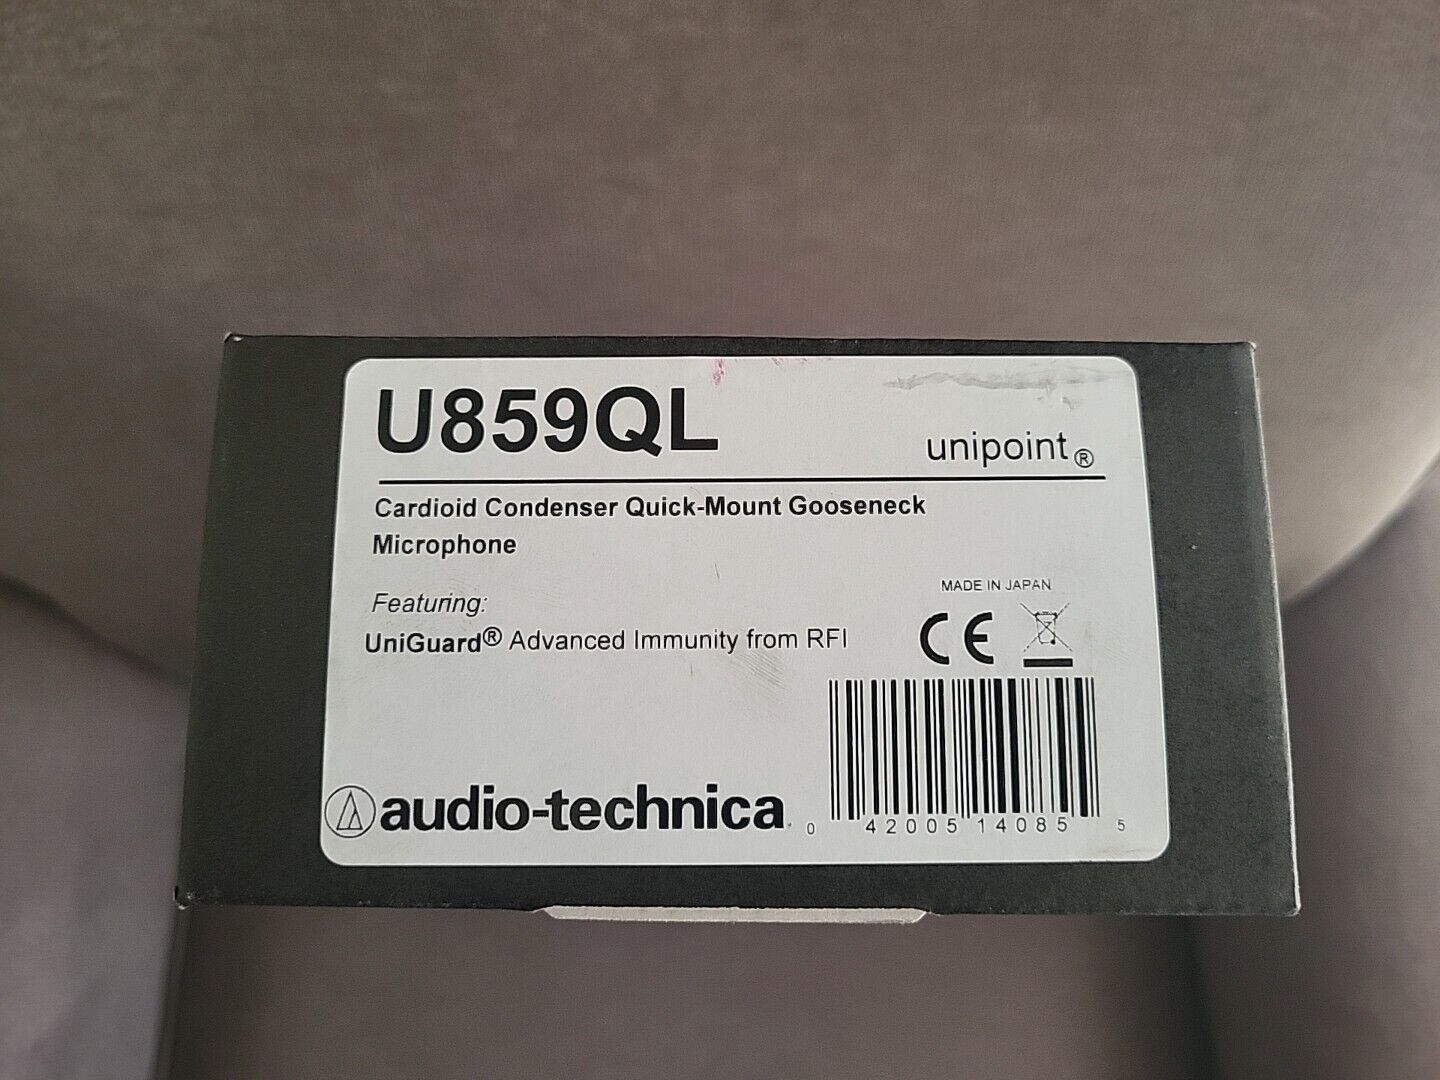 U859QL
unipoint®
Cardioid Condenser Quick-Mount Gooseneck
Microphone
Featuring:
UniGuard® Advanced Immunity from RFI
MADE IN JAPAN
CE
audio-technica
0 42005 14085 5